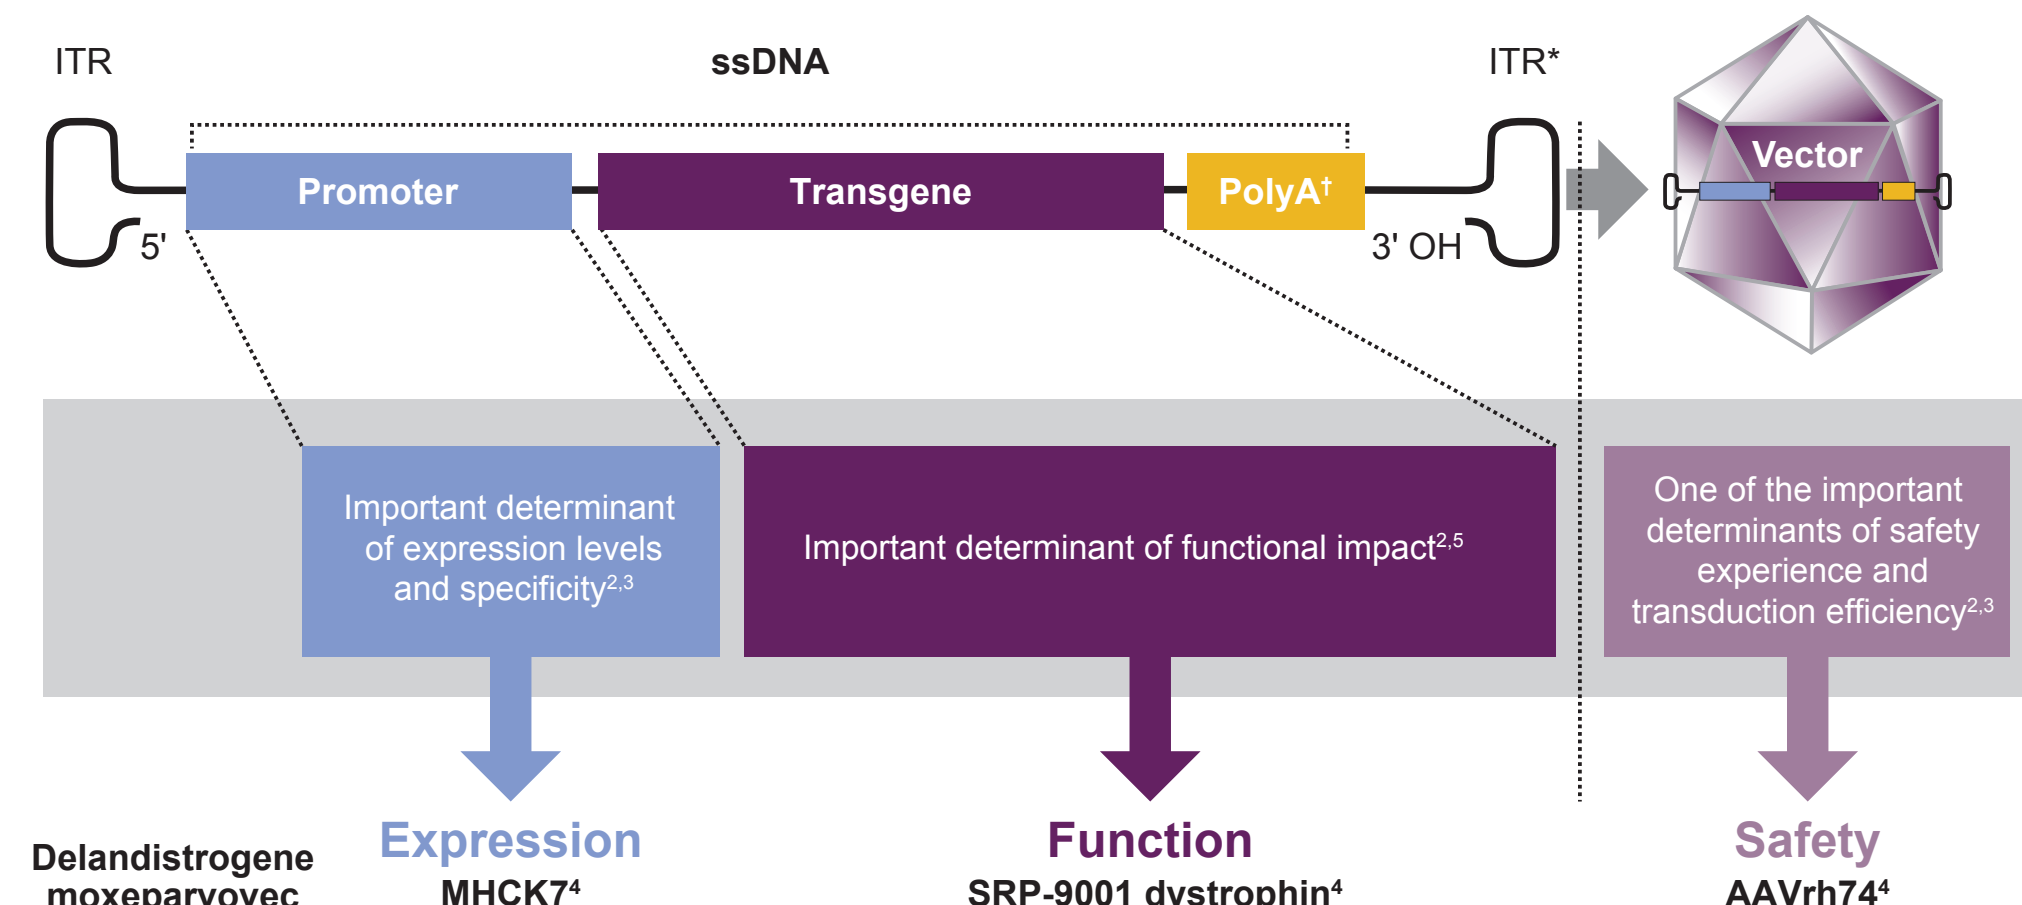 ITR
ssDNA
ITR*
Promoter
Transgene
PolyA†
Vector
5'
3' OH
Important determinant
of expression levels
and specificity2,3
Important determinant of functional impact2,5
One of the important
determinants of safety
experience and
transduction efficiency2,3
Expression
Function
Safety
Delandistrogene
moxeparvovec
MHCK74
SRP-9001 dystrophin4
AAVrh744